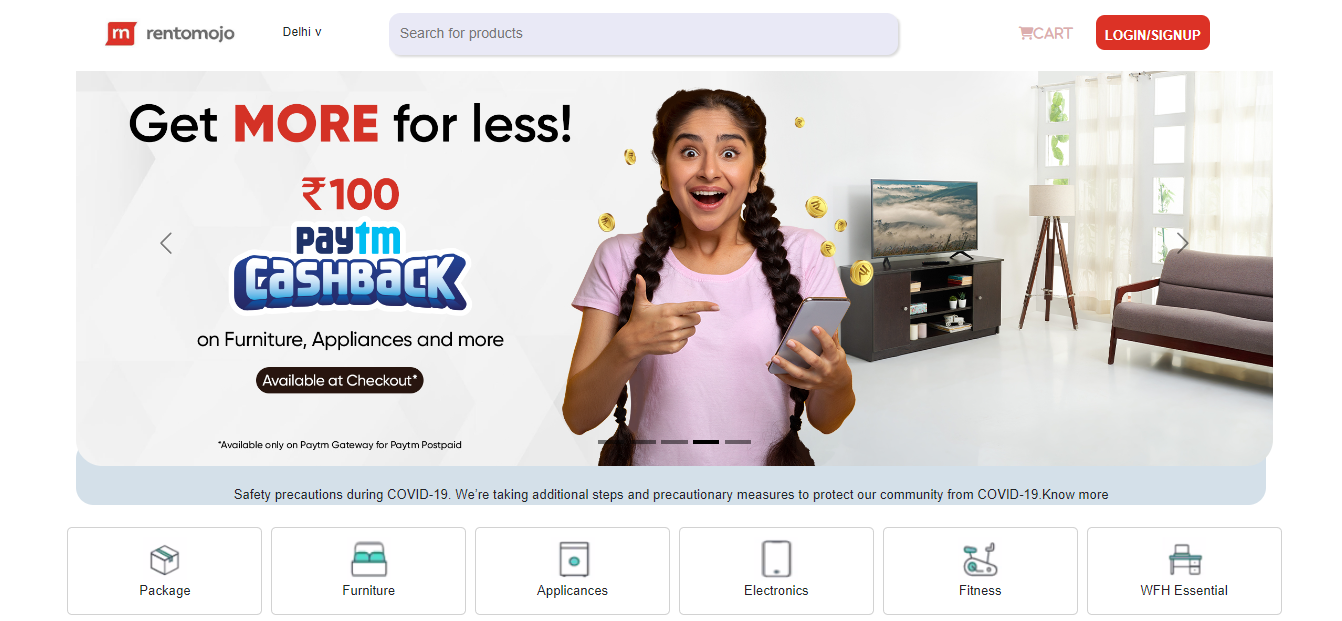 m rentomojo
Delhi v
Search for products
CART
LOGIN/SIGNUP
Get MORE for less!
₹100
paytm
CASHBACK
on Furniture, Appliances and more
Available at Checkout*
*Available only on Paytm Gateway for Paytm Postpaid
Safety precautions during COVID-19. We're taking additional steps and precautionary measures to protect our community from COVID-19.Know more
Package
Furniture
Applicances
Electronics
Fitness
WFH Essential